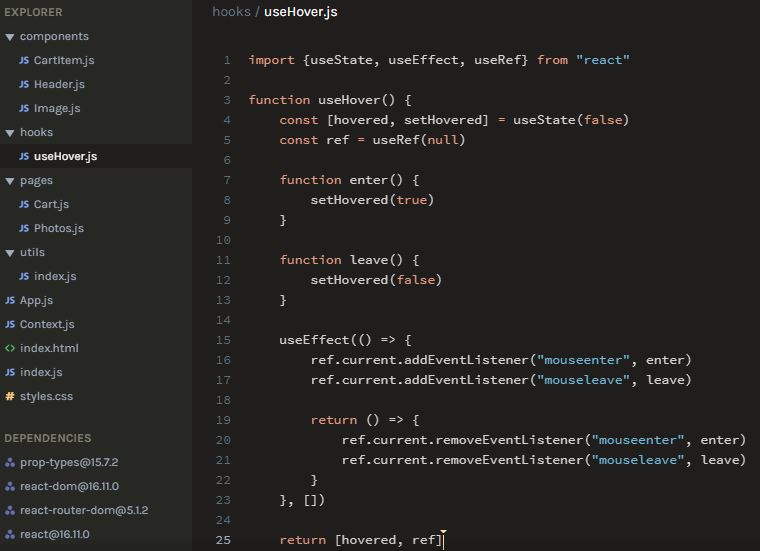 EXPLORER
components
JS CartItem.js
JS Header.js
JS Image.js
hooks
JS useHover.js
pages
JS Cart.js
JS Photos.js
utils
JS index.js
JS App.js
JS Context.js
<> index.html
JS index.js
# styles.css
DEPENDENCIES
prop-types@15.7.2
react-dom@16.11.0
react-router-dom@5.1.2
react@16.11.0
hooks / useHover.js
1 import {useState, useEffect, useRef} from "react"
2
3 function useHover() {
4     const [hovered, setHovered] = useState(false)
5     const ref = useRef(null)
6
7     function enter() {
8         setHovered(true)
9     }
10
11     function leave() {
12         setHovered(false)
13     }
14
15     useEffect(() => {
16         ref.current.addEventListener("mouseenter", enter)
17         ref.current.addEventListener("mouseleave", leave)
18
19         return () => {
20             ref.current.removeEventListener("mouseenter", enter)
21             ref.current.removeEventListener("mouseleave", leave)
22         }
23     }, [])
24
25     return [hovered, ref]